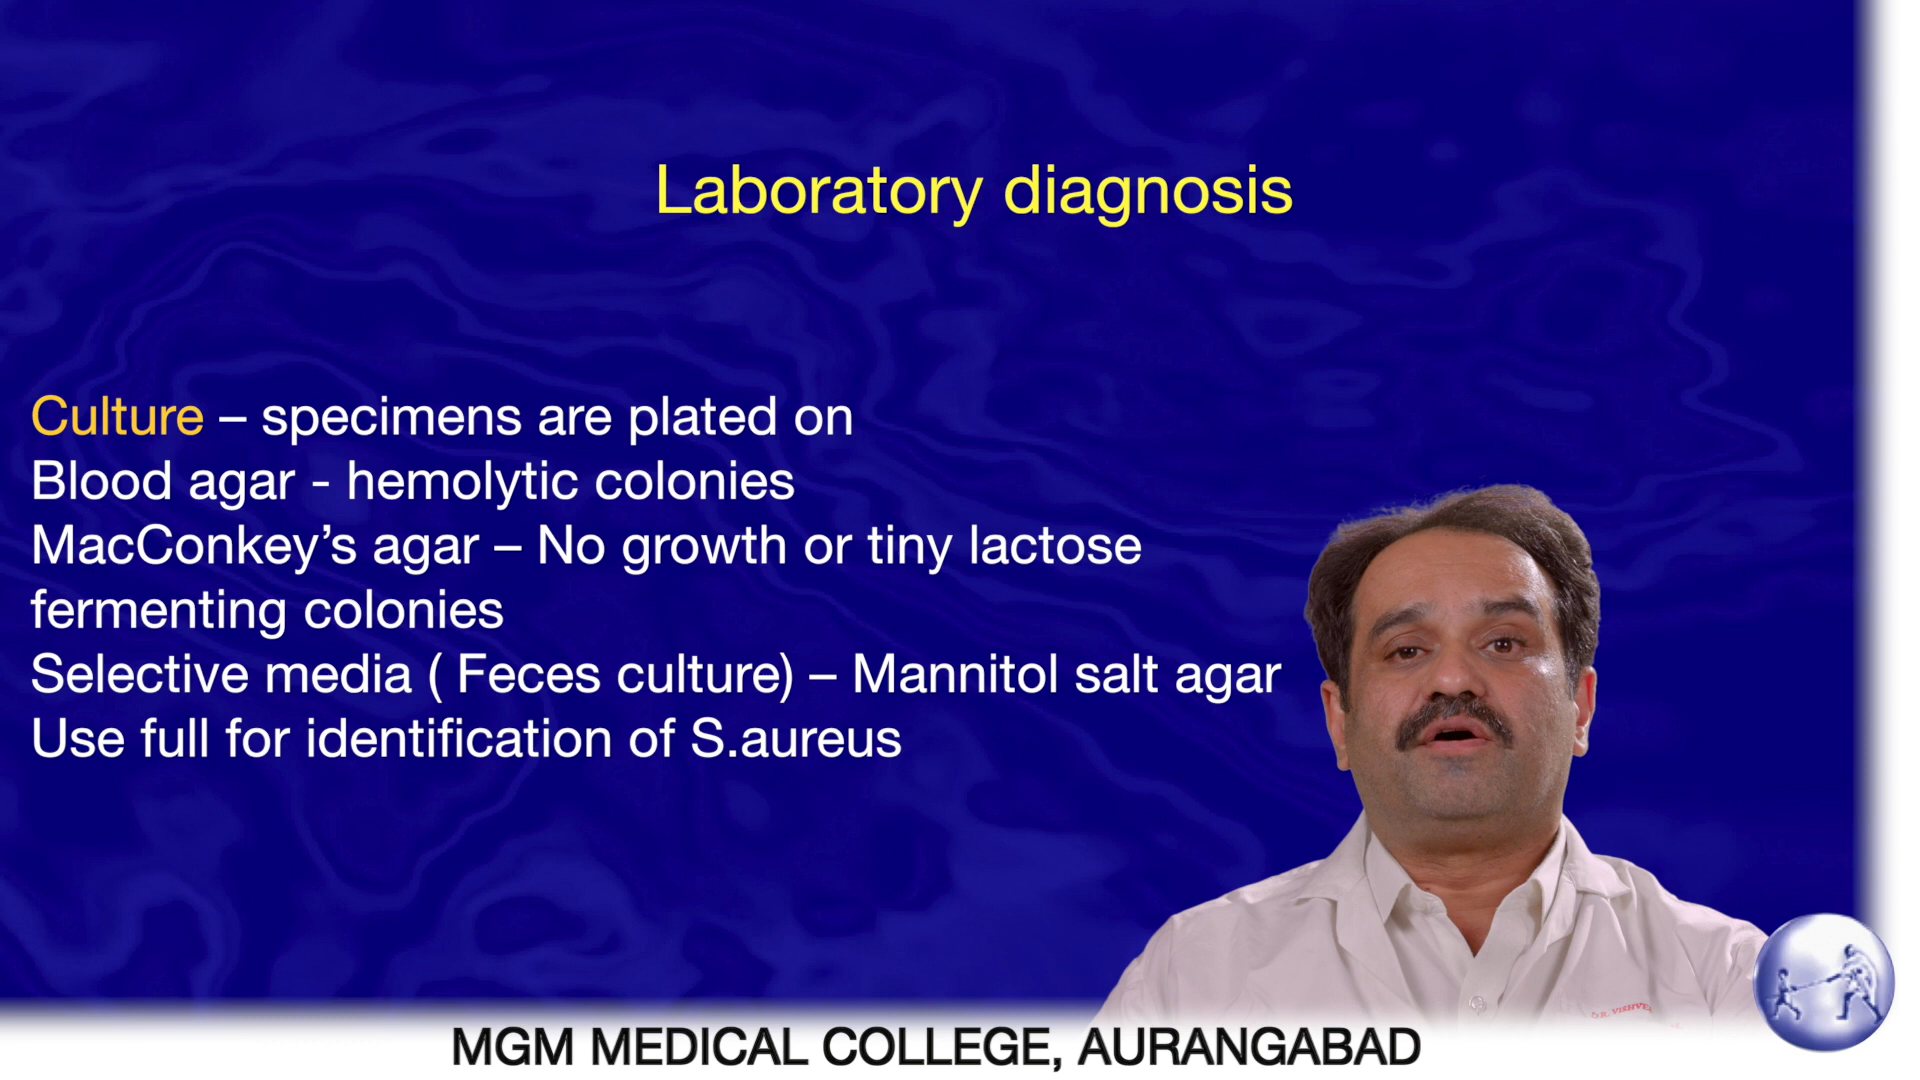 Laboratory diagnosis
Culture – specimens are plated on
Blood agar - hemolytic colonies
MacConkey’s agar – No growth or tiny lactose
fermenting colonies
Selective media ( Feces culture) – Mannitol salt agar
Use full for identification of S.aureus
MGM MEDICAL COLLEGE, AURANGABAD